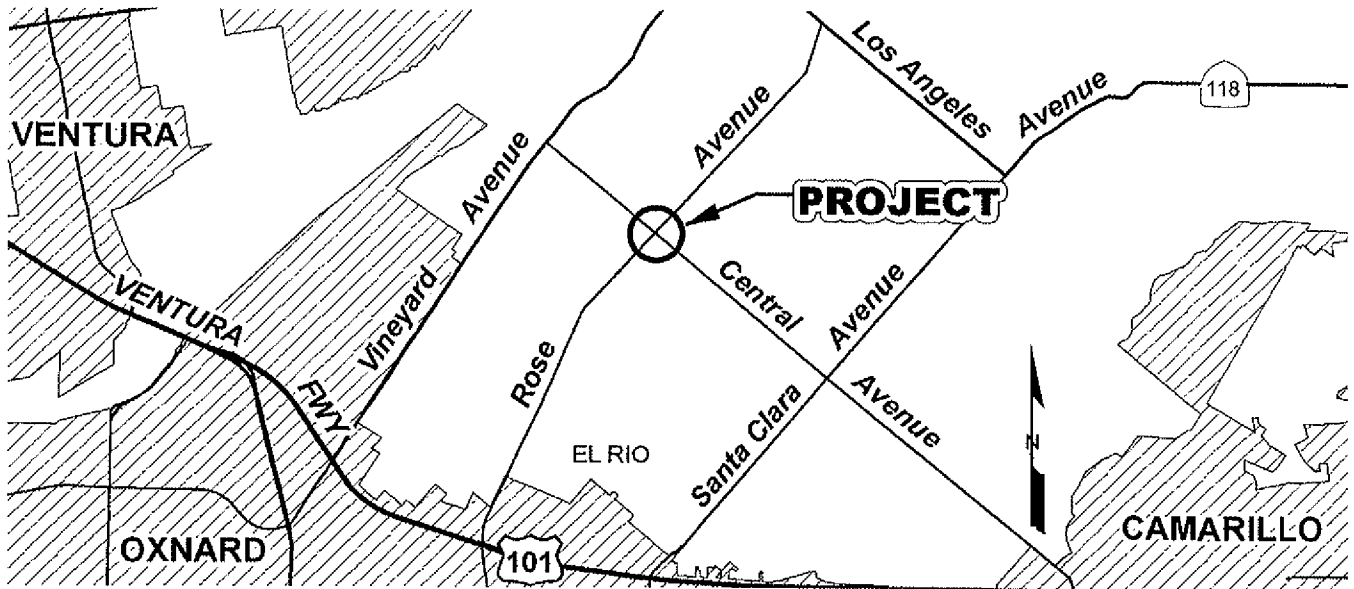 Los Angeles
Avenue
118
VENTURA
Avenue
Avenue
PROJECT
Vineyard
VENTURA
FWY
Central
Avenue
Rose
Avenue
Santa Clara
EL RIO
N
OXNARD
101
CAMARILLO